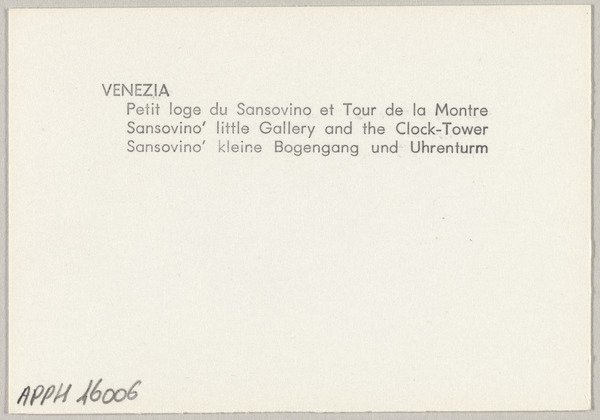 VENEZIA
Petit loge du Sansovino et Tour de la Montre
Sansovino' little Gallery and the Clock-Tower
Sansovino' kleine Bogengang und Uhrenturm
APPH 16006